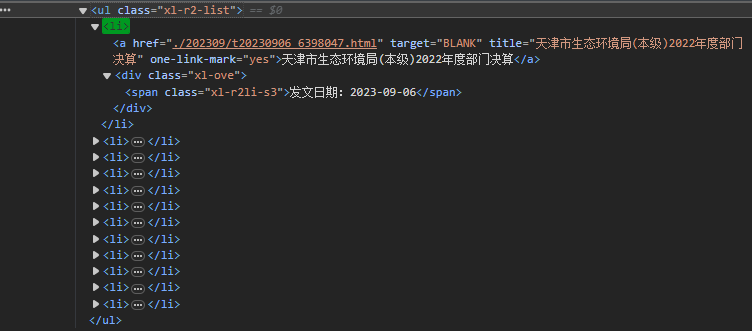 ••• ▼<ul class="xl-r2-list"> == $0
▼<li>
<a href="./202309/t20230906_6398047.html" target="BLANK" title="天津市生态环境局(本级)2022年度部门
决算" one-link-mark="yes">天津市生态环境局(本级)2022年度部门决算</a>
▼<div class="xl-ove">
<span class="xl-r2li-s3">发文日期: 2023-09-06</span>
</div>
</li>
▶<li>•••</li>
▶<li>•••</li>
▶<li>•••</li>
▶<li>•••</li>
▶<li>•••</li>
▶<li>•••</li>
▶<li>•••</li>
▶<li>•••</li>
▶<li>•••</li>
▶<li>•••</li>
▶<li>•••</li>
</ul>